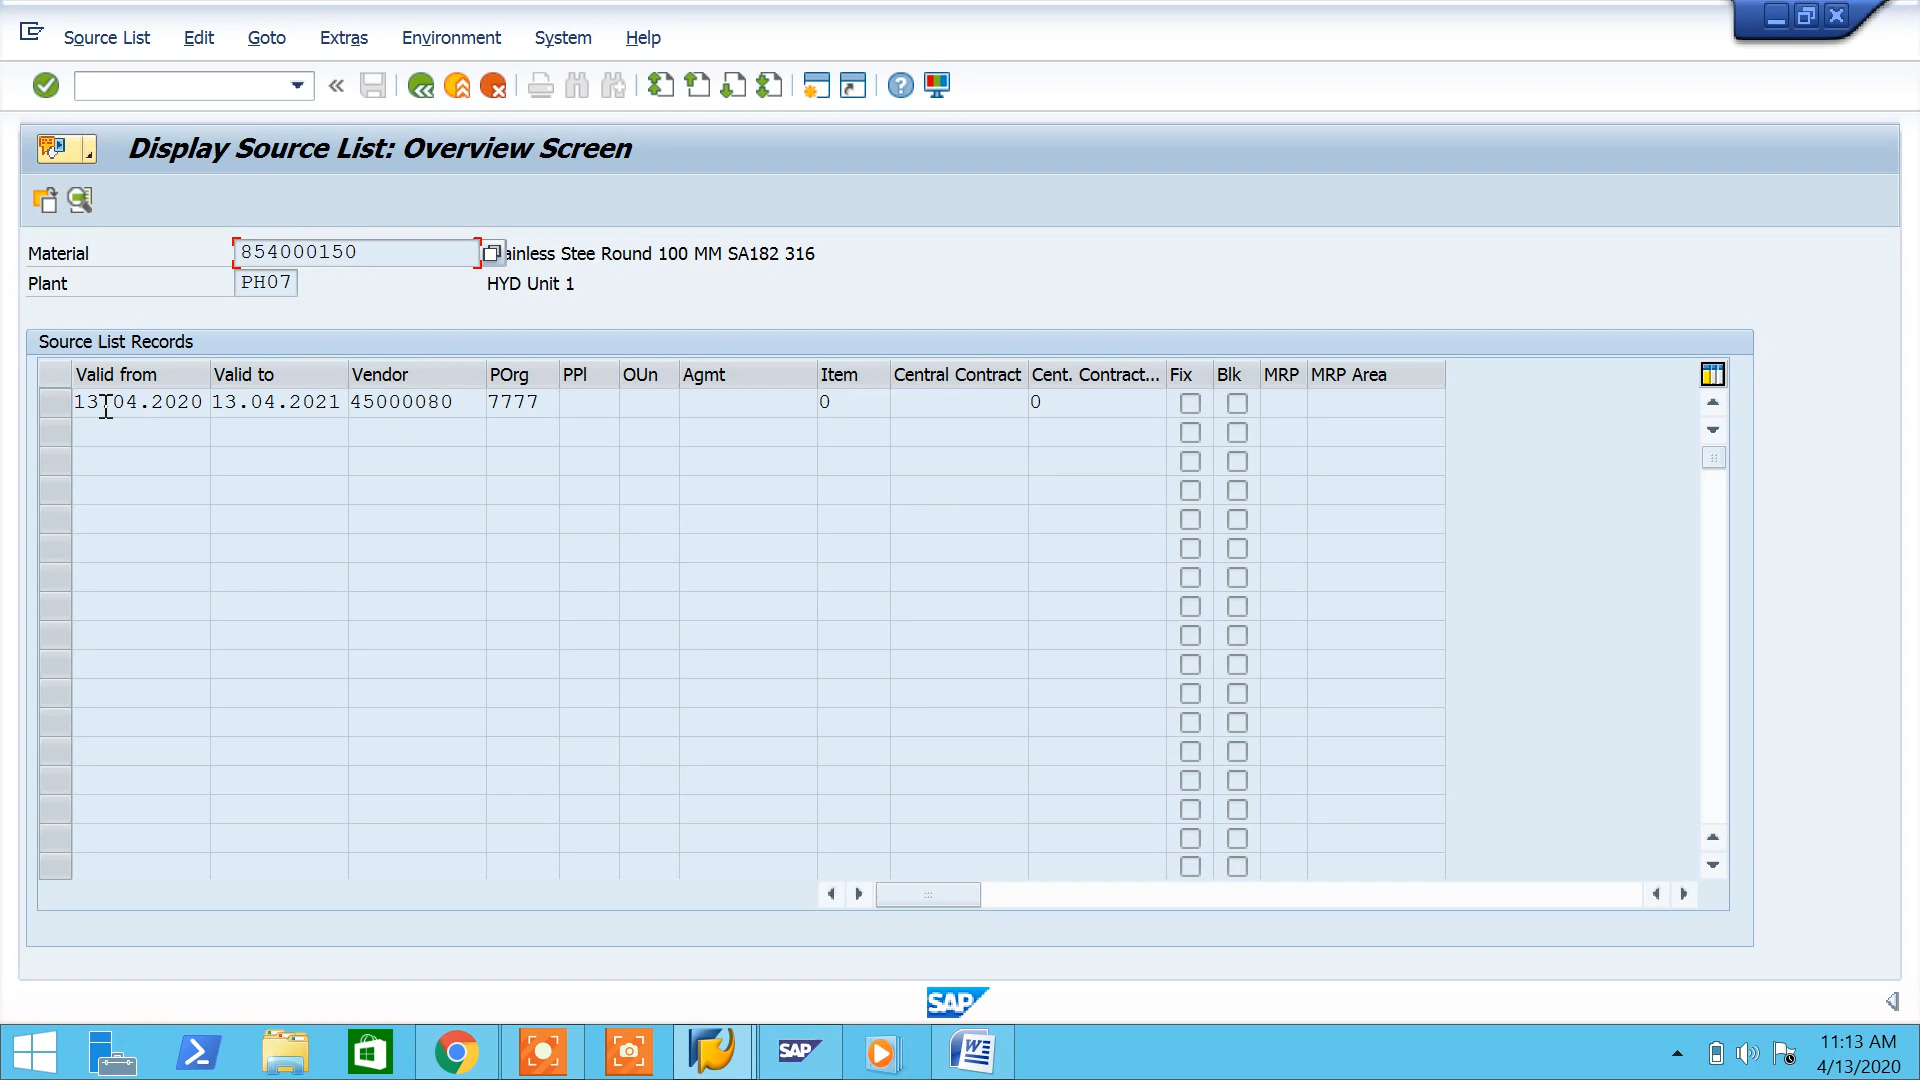 Source List Edit Goto Extras Environment System Help
Display Source List: Overview Screen
Material 854000150 ainless Stee Round 100 MM SA182 316
Plant PH07 HYD Unit 1
Source List Records
Valid from Valid to Vendor POrg PPl OUn Agmt Item Central Contract Cent. Contract... Fix Blk MRP MRP Area
13.04.2020 13.04.2021 45000080 7777 0 0
SAP
SAP
11:13 AM
4/13/2020